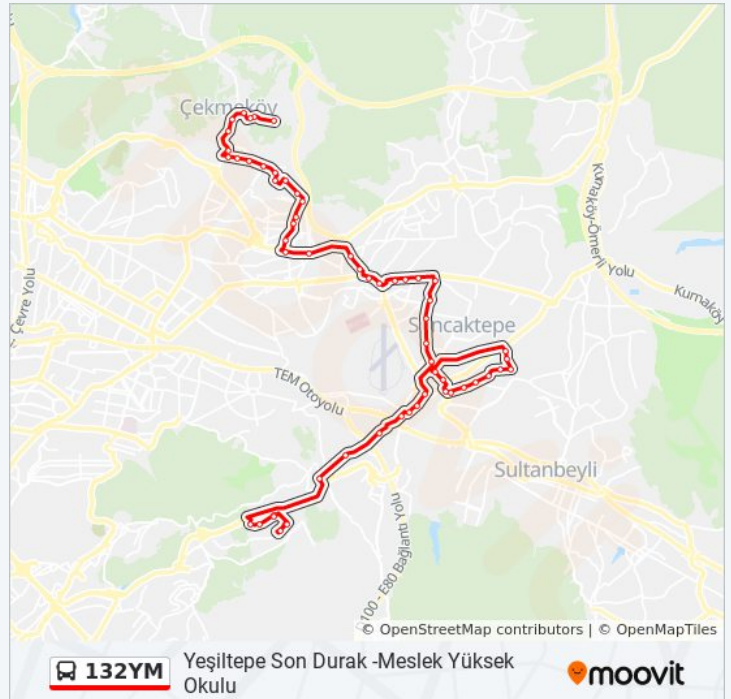 Çekmeköy
Kurnaköy-Ömerli Yolu
Çevre Yolu
Kurnaköy
Sancaktepe
TEM Otoyolu
Sultanbeyli
100 - E80 Bağlantı Yolu
© OpenStreetMap contributors | © OpenMapTiles
132YM
Yeşiltepe Son Durak -Meslek Yüksek
Okulu
moovit